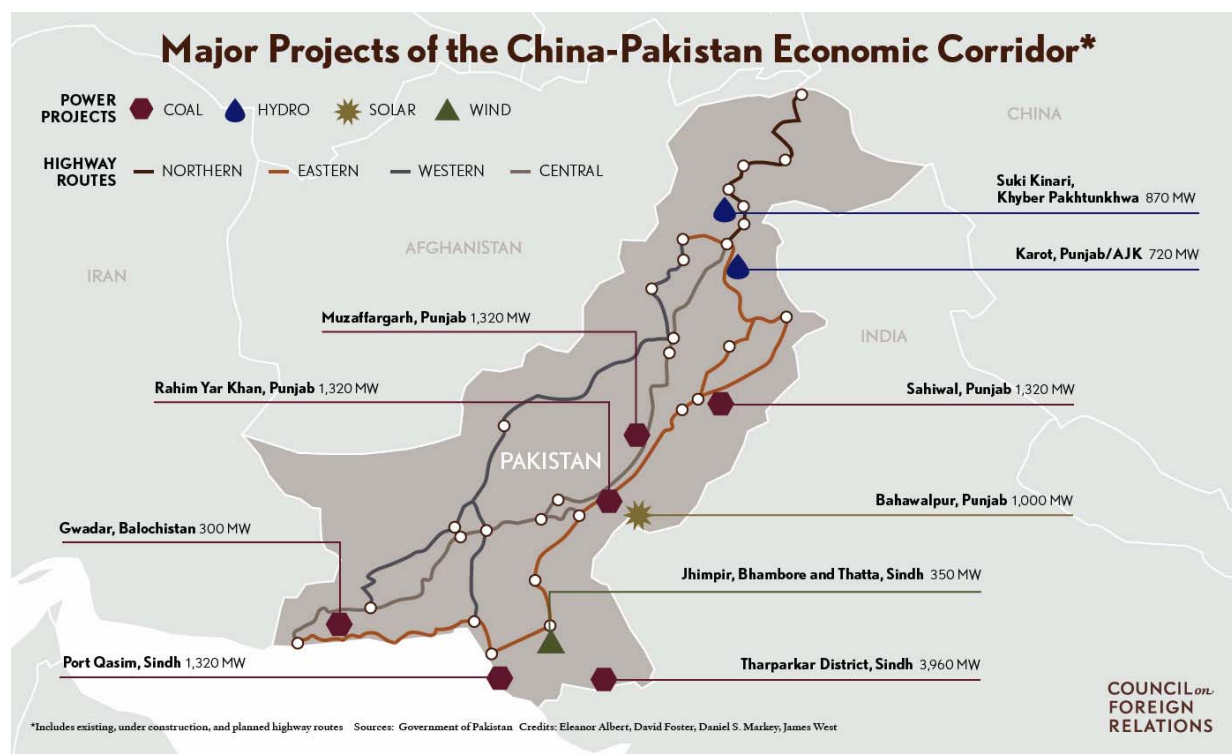 Major Projects of the China-Pakistan Economic Corridor*
POWER
PROJECTS
COAL
HYDRO
SOLAR
WIND
HIGHWAY
ROUTES
NORTHERN
EASTERN
WESTERN
CENTRAL
CHINA
Suki Kinari,
Khyber Pakhtunkhwa 870 MW
AFGHANISTAN
IRAN
Karot, Punjab/AJK 720 MW
Muzaffargarh, Punjab 1,320 MW
INDIA
Rahim Yar Khan, Punjab 1,320 MW
Sahiwal, Punjab 1,320 MW
PAKISTAN
Bahawalpur, Punjab 1,000 MW
Gwadar, Balochistan 300 MW
Jhimpir, Bhambore and Thatta, Sindh 350 MW
Port Qasim, Sindh 1,320 MW
Tharparkar District, Sindh 3,960 MW
*Includes existing, under construction, and planned highway routes Sources: Government of Pakistan Credits: Eleanor Albert, David Foster, Daniel S. Markey, James West
COUNCIL on
FOREIGN
RELATIONS